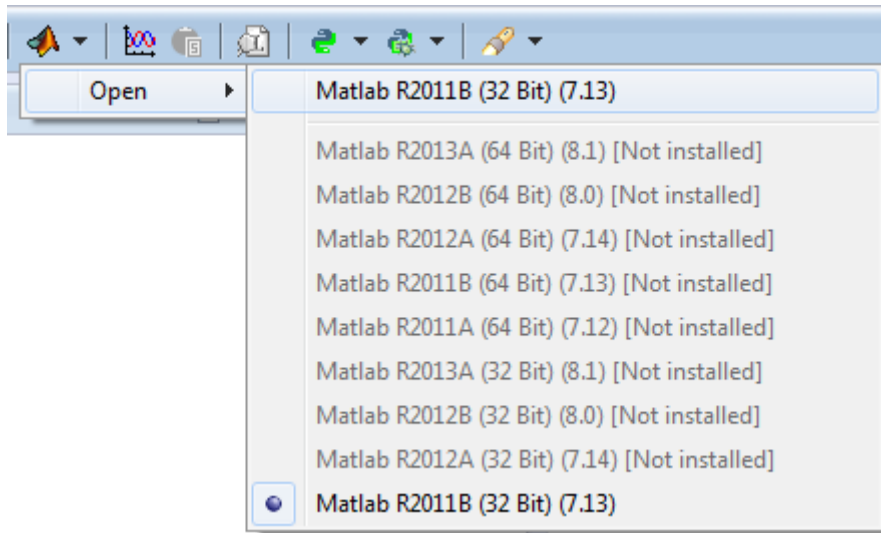 Open
Matlab R2011B (32 Bit) (7.13)
Matlab R2013A (64 Bit) (8.1) [Not installed]
Matlab R2012B (64 Bit) (8.0) [Not installed]
Matlab R2012A (64 Bit) (7.14) [Not installed]
Matlab R2011B (64 Bit) (7.13) [Not installed]
Matlab R2011A (64 Bit) (7.12) [Not installed]
Matlab R2013A (32 Bit) (8.1) [Not installed]
Matlab R2012B (32 Bit) (8.0) [Not installed]
Matlab R2012A (32 Bit) (7.14) [Not installed]
Matlab R2011B (32 Bit) (7.13)